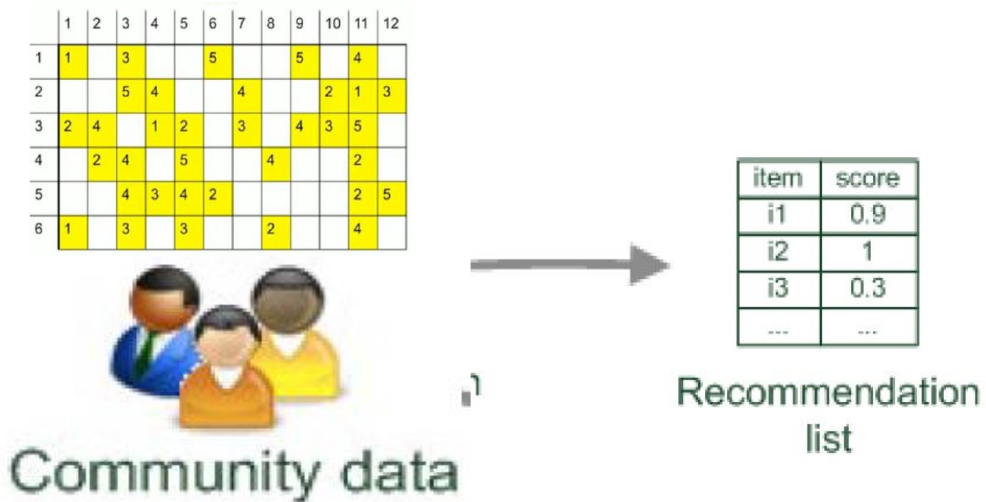 1 2 3 4 5 6 7 8 9 10 11 12
1 1 3 5 5 4
2 5 4 4 2 1 3
3 2 4 1 2 3 4 3 5
4 2 4 5 4 2
5 4 3 4 2 2 5
6 1 3 3 2 4
item score
i1 0.9
i2 1
i3 0.3
... ...
Community data
Recommendation
list